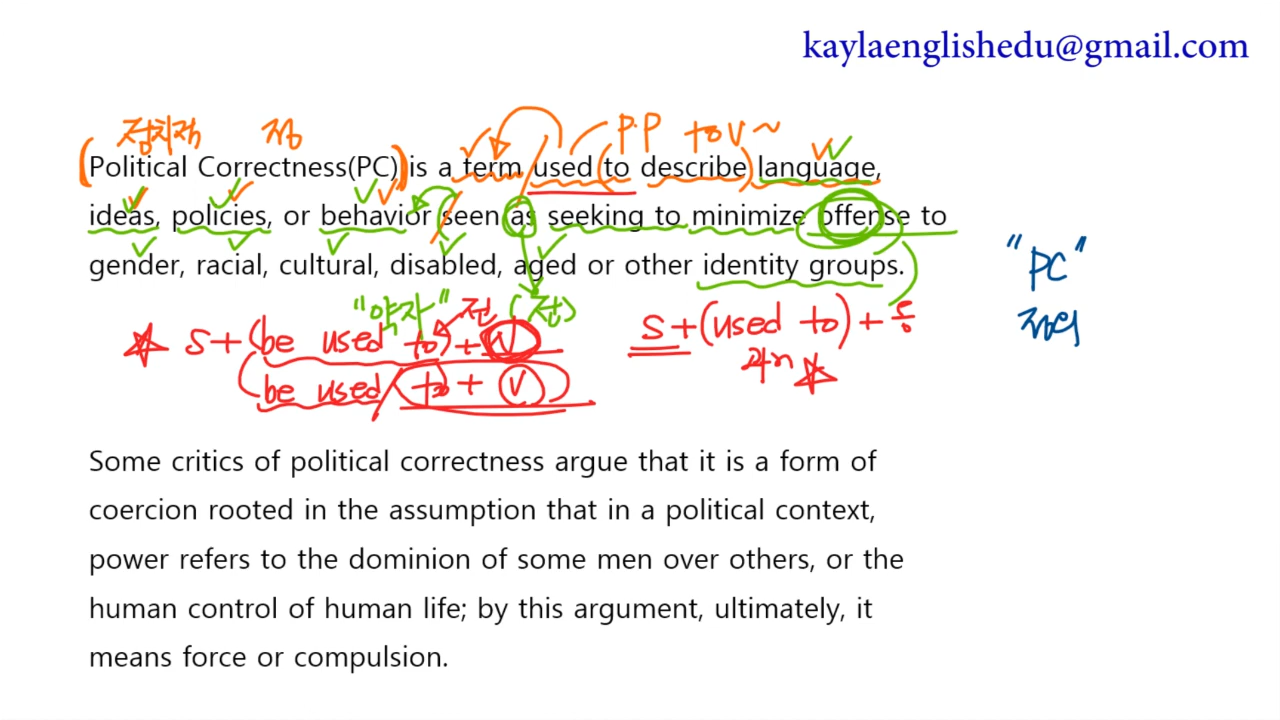 kaylaenglishedu@gmail.com
정치적
P.P to V ~
Political Correctness(PC) is a term used to describe language,
ideas, policies, or behavior seen as seeking to minimize offense to
gender, racial, cultural, disabled, aged or other identity groups.
"PC"
"약자" 전 (전)
S+(be used to)+V
S+(used to)+동
(be used/to+V)
Some critics of political correctness argue that it is a form of
coercion rooted in the assumption that in a political context,
power refers to the dominion of some men over others, or the
human control of human life; by this argument, ultimately, it
means force or compulsion.